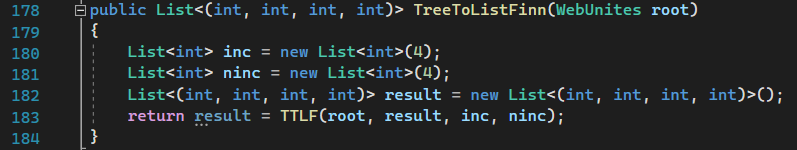 178 public List<(int, int, int, int)> TreeToListFinn(WebUnites root)
179 {
180 List<int> inc = new List<int>(4);
181 List<int> ninc = new List<int>(4);
182 List<(int, int, int, int)> result = new List<(int, int, int, int)>();
183 return result = TTLF(root, result, inc, ninc);
184 }